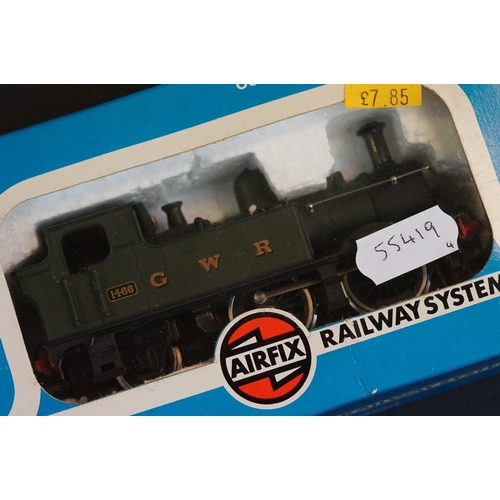 £7.85
55419
4
G W R
1466
AIRFIX
RAILWAY SYSTEM